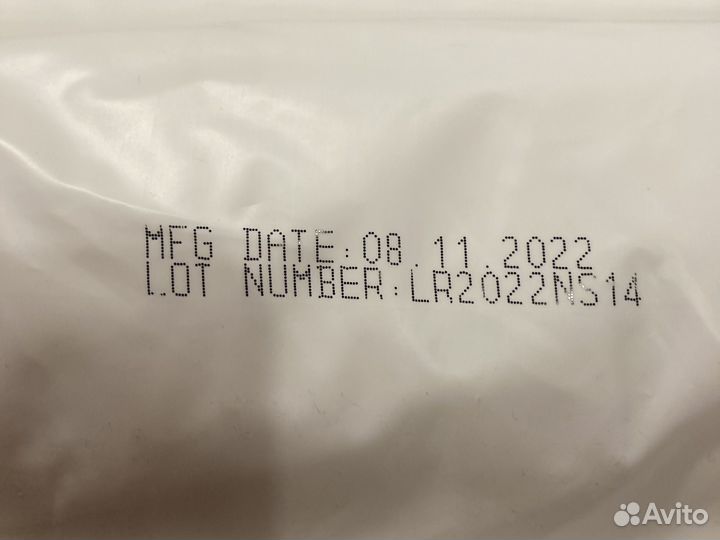 MFG DATE:08.11.2022
LOT NUMBER:LR2022NS14
Avito